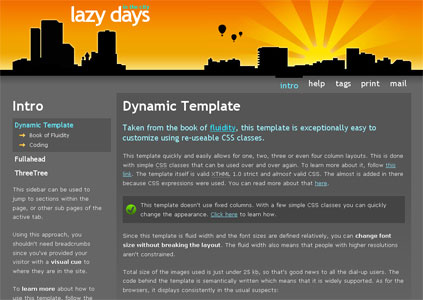 lazy days
intro help tags print mail
Intro
Dynamic Template
Book of Fluidity
Coding
Fullahead
ThreeTree
This sidebar can be used to
jump to sections within the
page, or other sub pages of the
active tab.
Using this approach, you
shouldn't need breadcrumbs
since you've provided your
visitor with a visual cue to
where they are in the site.
To learn more about how to
use this template, follow the
Dynamic Template
Taken from the book of fluidity, this template is exceptionally easy to
customize using re-useable CSS classes.
This template quickly and easily allows for one, two, three or even four column layouts. This is done
with simple CSS classes that can be used over and over again. To learn more about it, follow this
link. The template itself is valid XTHML 1.0 strict and almost valid CSS. The almost is added in there
because CSS expressions were used. You can read more about that here.
This template doesn't use fixed columns. With a few simple CSS classes you can quickly
change the appearance. Click here to learn how.
Since this template is fluid width and the font sizes are defined relatively, you can change font
size without breaking the layout. The fluid width also means that people with higher resolutions
aren't constrained.
Total size of the images used is just under 25 kb, so that's good news to all the dial-up users. The
code behind the template is semantically written which means that it is widely supported. As for the
browsers, it displays consistently in the usual suspects: